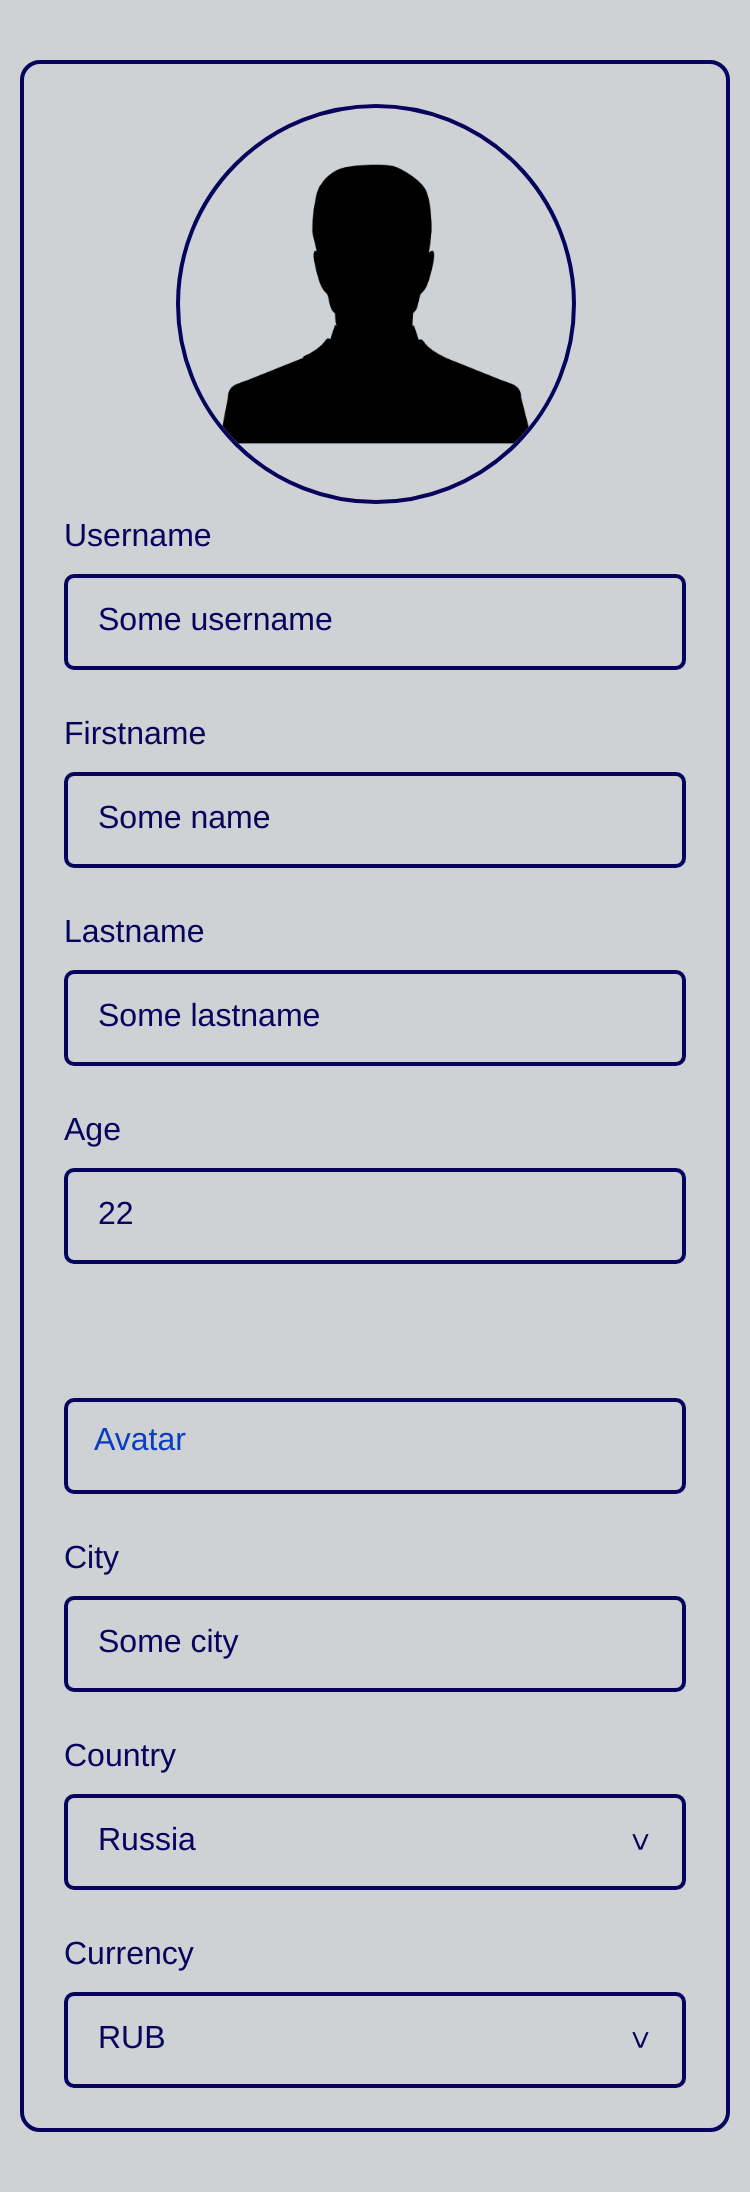 Username
Some username
Firstname
Some name
Lastname
Some lastname
Age
22
Avatar
City
Some city
Country
Russia
Currency
RUB